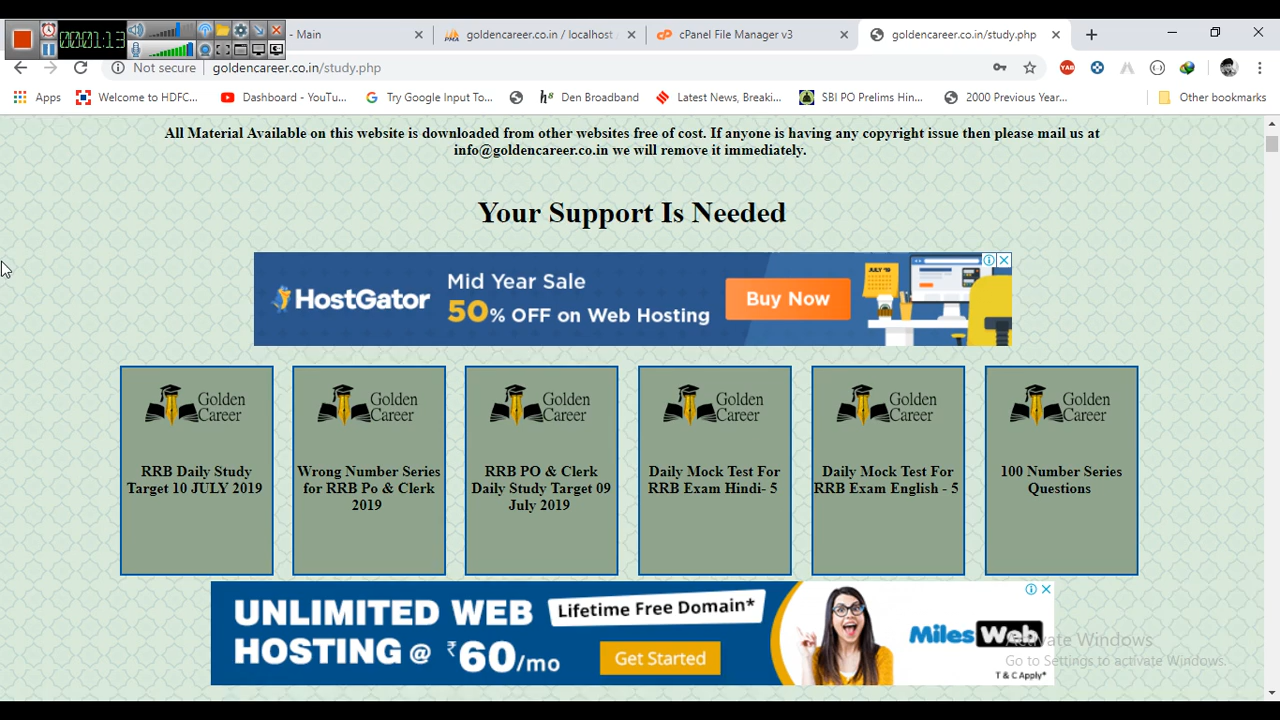 00:01:13
- Main
goldencareer.co.in / localhost
cPanel File Manager v3
goldencareer.co.in/study.php
Not secure
goldencareer.co.in/study.php
YAB
Apps
Welcome to HDFC...
Dashboard - YouTu...
Try Google Input To...
Den Broadband
Latest News, Breaki...
SBI PO Prelims Hin...
2000 Previous Year...
Other bookmarks
All Material Available on this website is downloaded from other websites free of cost. If anyone is having any copyright issue then please mail us at
info@goldencareer.co.in we will remove it immediately.
Your Support Is Needed
HostGator
Mid Year Sale
50% OFF on Web Hosting
Buy Now
JULY '19
Golden
Career
RRB Daily Study
Target 10 JULY 2019
Golden
Career
Wrong Number Series
for RRB Po & Clerk
2019
Golden
Career
RRB PO & Clerk
Daily Study Target 09
July 2019
Golden
Career
Daily Mock Test For
RRB Exam Hindi- 5
Golden
Career
Daily Mock Test For
RRB Exam English - 5
Golden
Career
100 Number Series
Questions
UNLIMITED WEB
HOSTING @ ₹60/mo
Lifetime Free Domain*
Get Started
MilesWeb
T & C Apply*
Activate Windows
Go to Settings to activate Windows.